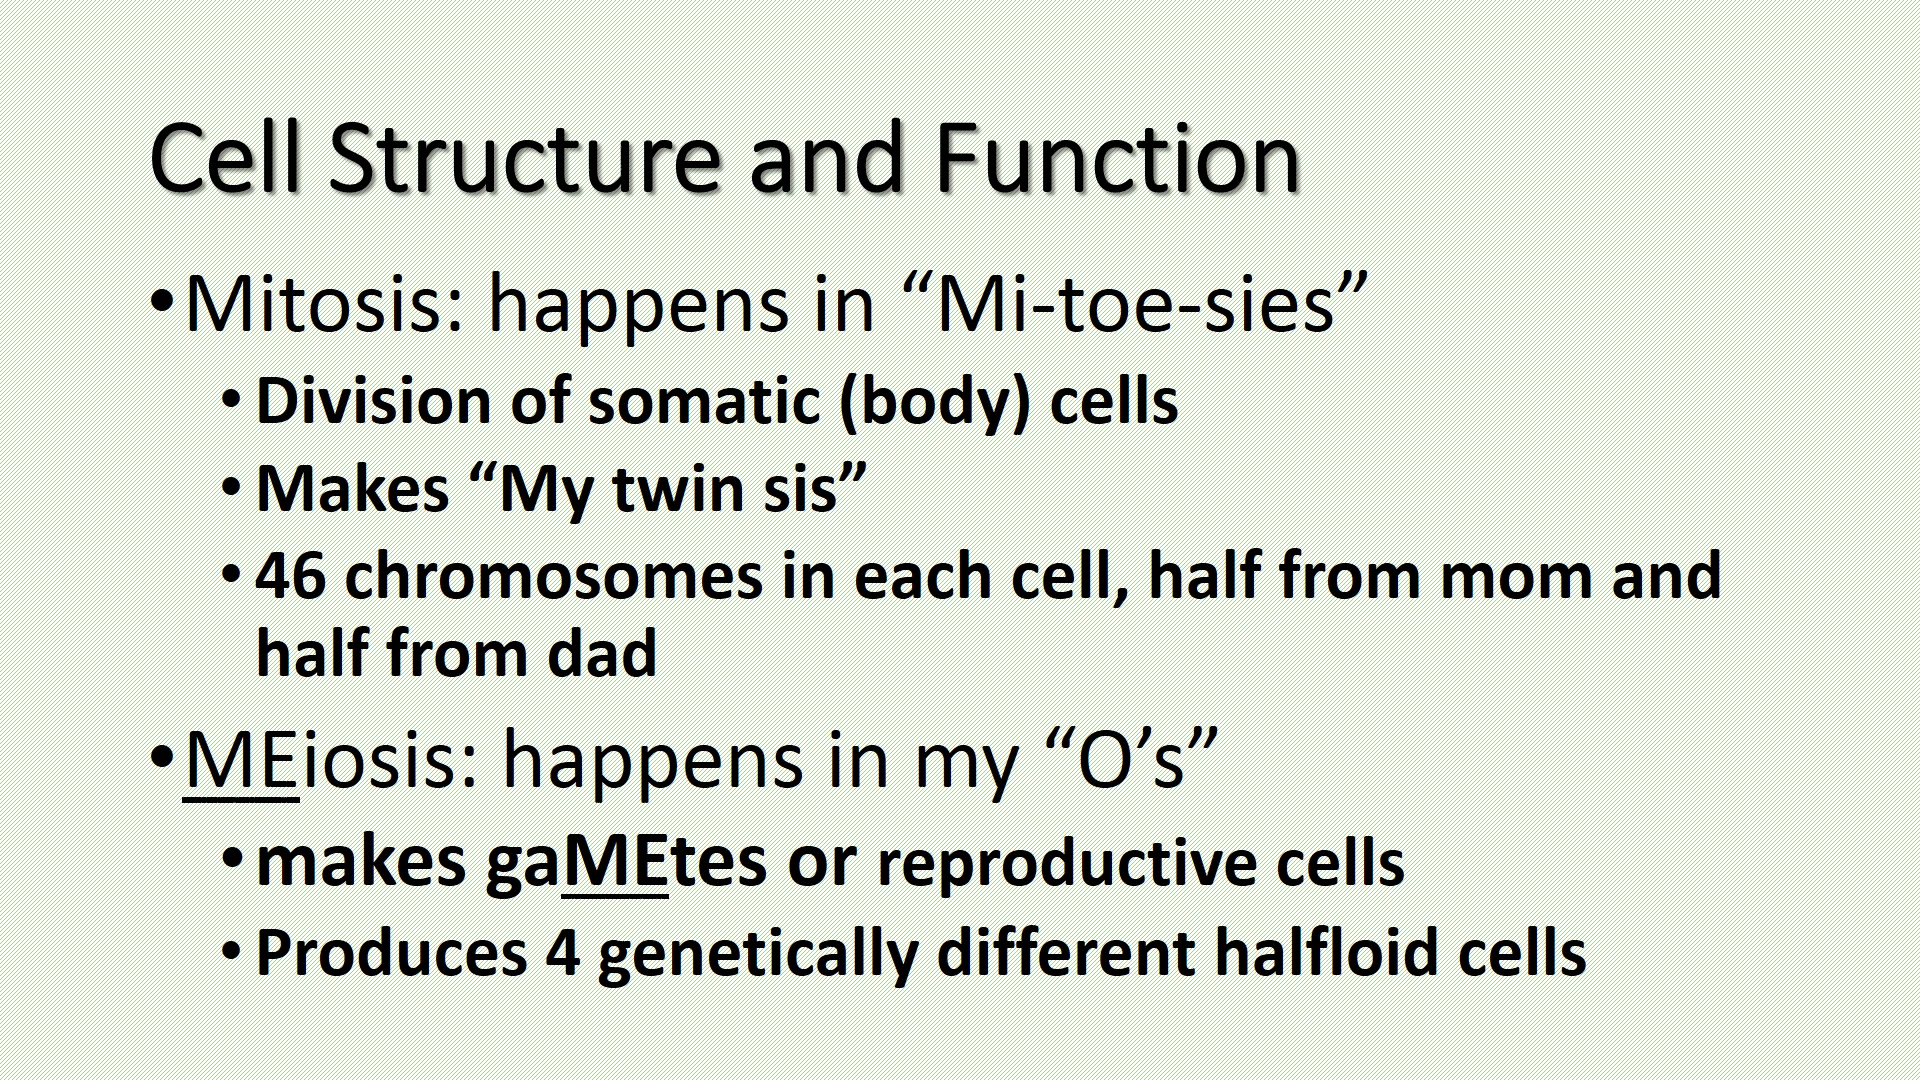 Cell Structure and Function
•Mitosis: happens in “Mi-toe-sies”
•Division of somatic (body) cells
•Makes “My twin sis”
•46 chromosomes in each cell, half from mom and
half from dad
•MEiosis: happens in my “O’s”
•makes gaMEtes or reproductive cells
•Produces 4 genetically different halfloid cells